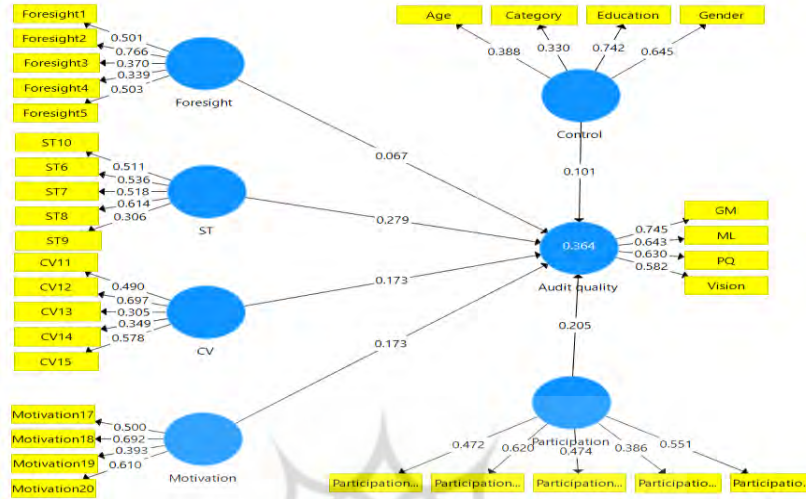 Foresight1
Foresight2
Foresight3
Foresight4
Foresight5
0.501
0.766
0.370
0.339
0.503
Foresight
0.067
ST10
ST6
ST7
ST8
ST9
0.511
0.536
0.518
0.614
0.306
ST
0.279
CV11
CV12
CV13
CV14
CV15
0.490
0.697
0.305
0.349
0.578
CV
0.173
Motivation17
Motivation18
Motivation19
Motivation20
0.500
0.692
0.393
0.610
Motivation
0.173
Age
Category
Education
Gender
0.388
0.330
0.742
0.645
Control
0.101
0.364
Audit quality
0.745
0.643
0.630
0.582
GM
ML
PQ
Vision
0.205
Participation
0.472
0.620
0.474
0.386
0.551
Participation...
Participation...
Participation...
Participation...
Participatio..